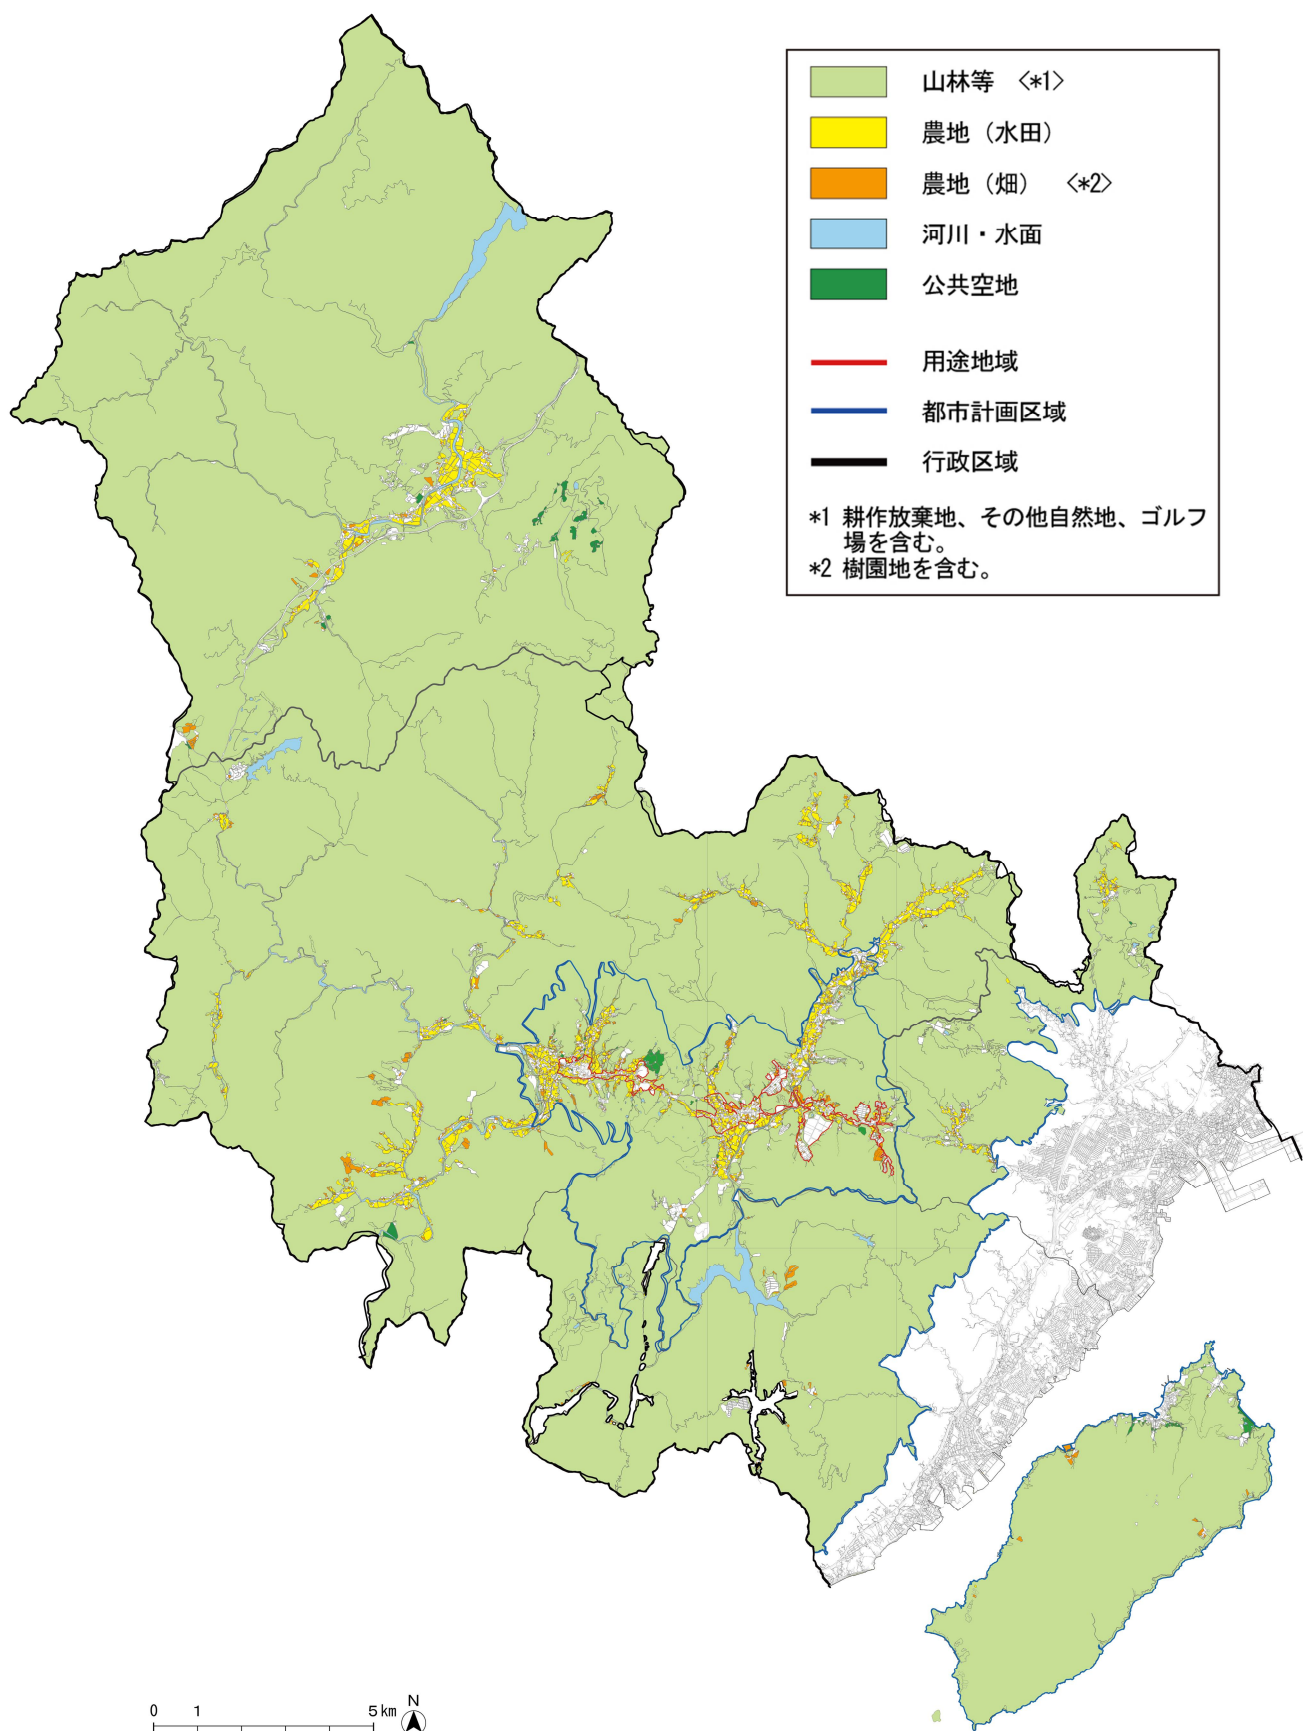 山林等 <*1>
農地（水田）
農地（畑） <*2>
河川・水面
公共空地
用途地域
都市計画区域
行政区域
*1 耕作放棄地、その他自然地、ゴルフ
場を含む。
*2 樹園地を含む。
0 1 5km N